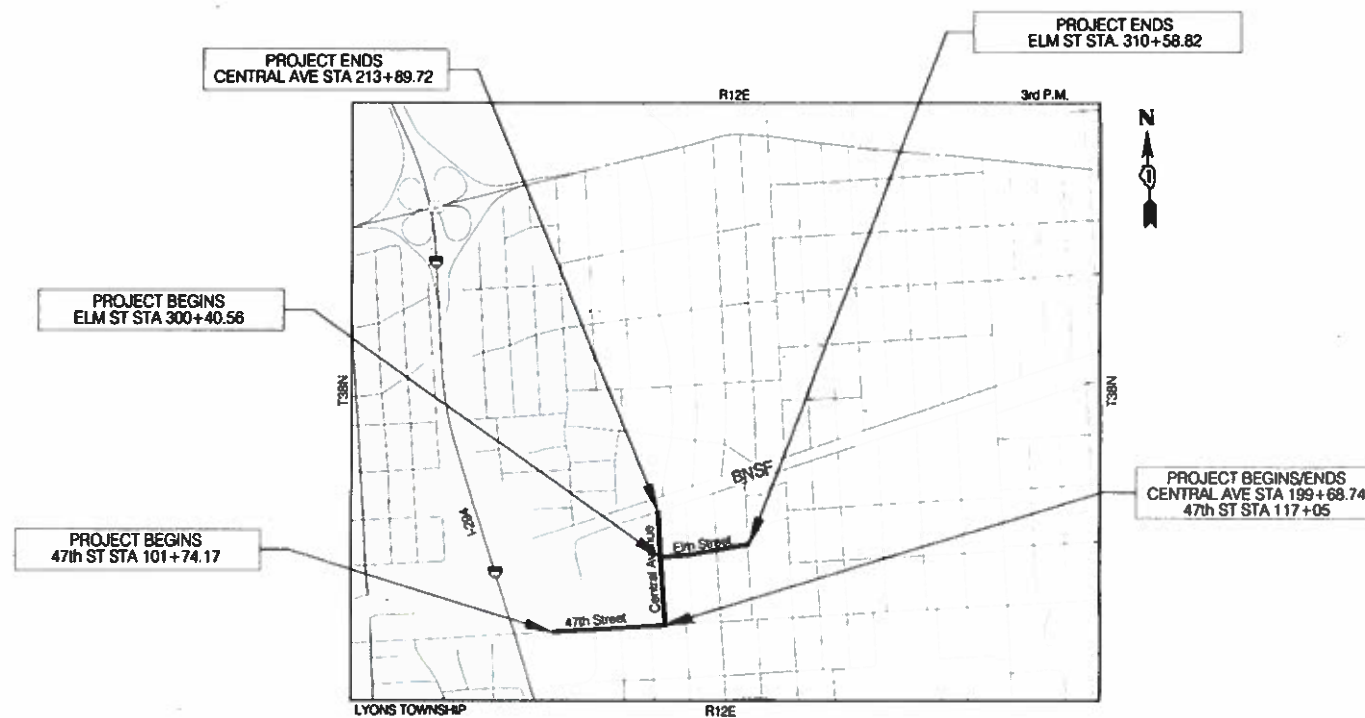 PROJECT ENDS
ELM ST STA. 310+58.82
PROJECT ENDS
CENTRAL AVE STA 213+89.72
R12E
3rd P.M.
N
PROJECT BEGINS
ELM ST STA 300+40.56
T38N
T38N
BNSF
PROJECT BEGINS/ENDS
CENTRAL AVE STA 199+68.74
47th ST STA 117+05
PROJECT BEGINS
47th ST STA 101+74.17
Elm Street
Central Avenue
47th Street
LYONS TOWNSHIP
R12E